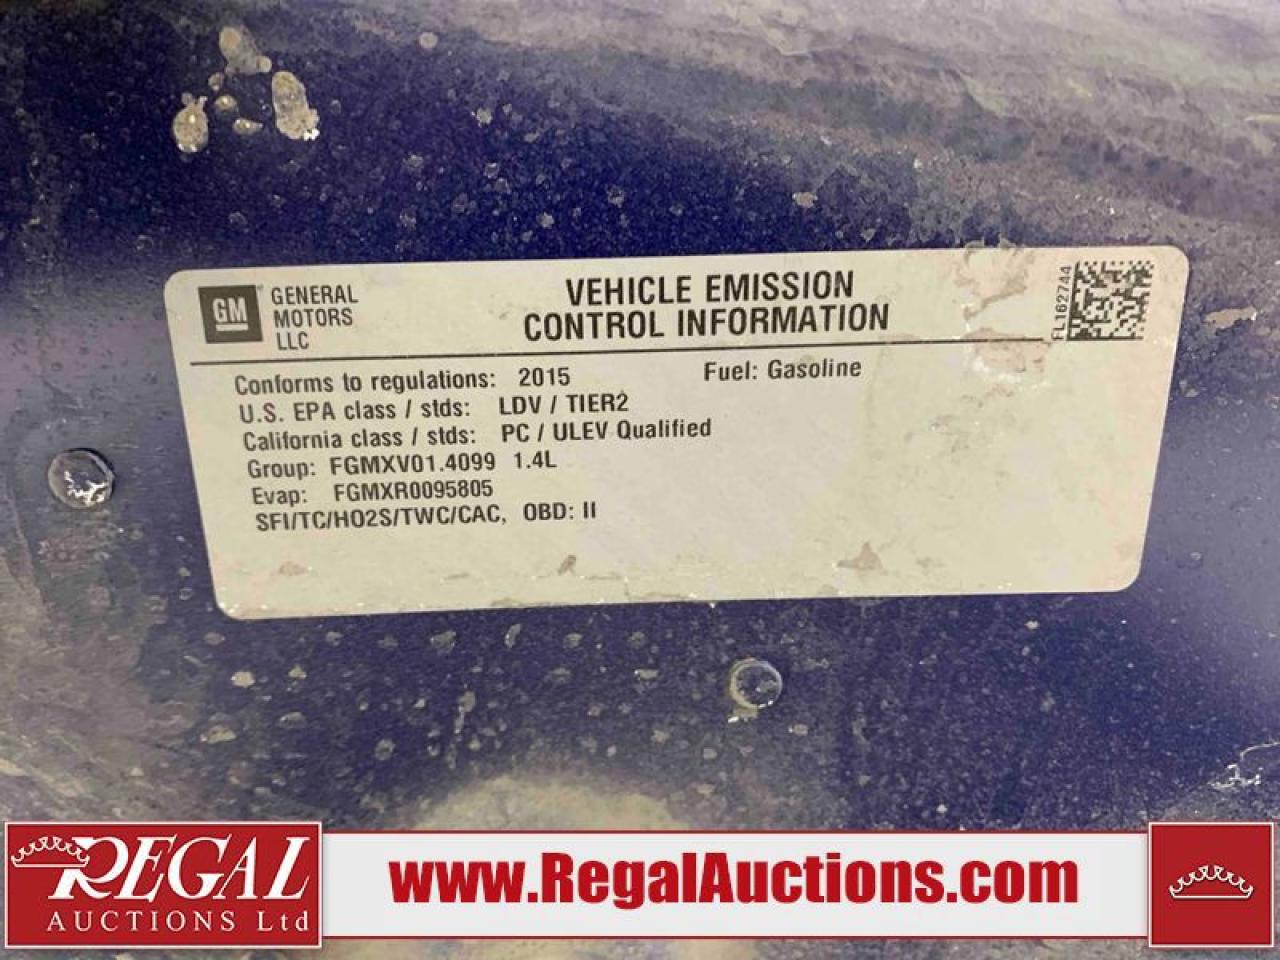 GM
GENERAL
MOTORS
LLC
VEHICLE EMISSION
CONTROL INFORMATION
FL162744
Conforms to regulations: 2015 Fuel: Gasoline
U.S. EPA class / stds: LDV / TIER2
California class / stds: PC / ULEV Qualified
Group: FGMXV01.4099 1.4L
Evap: FGMXR0095805
SFI/TC/HO2S/TWC/CAC, OBD: II
REGAL
AUCTIONS Ltd
www.RegalAuctions.com